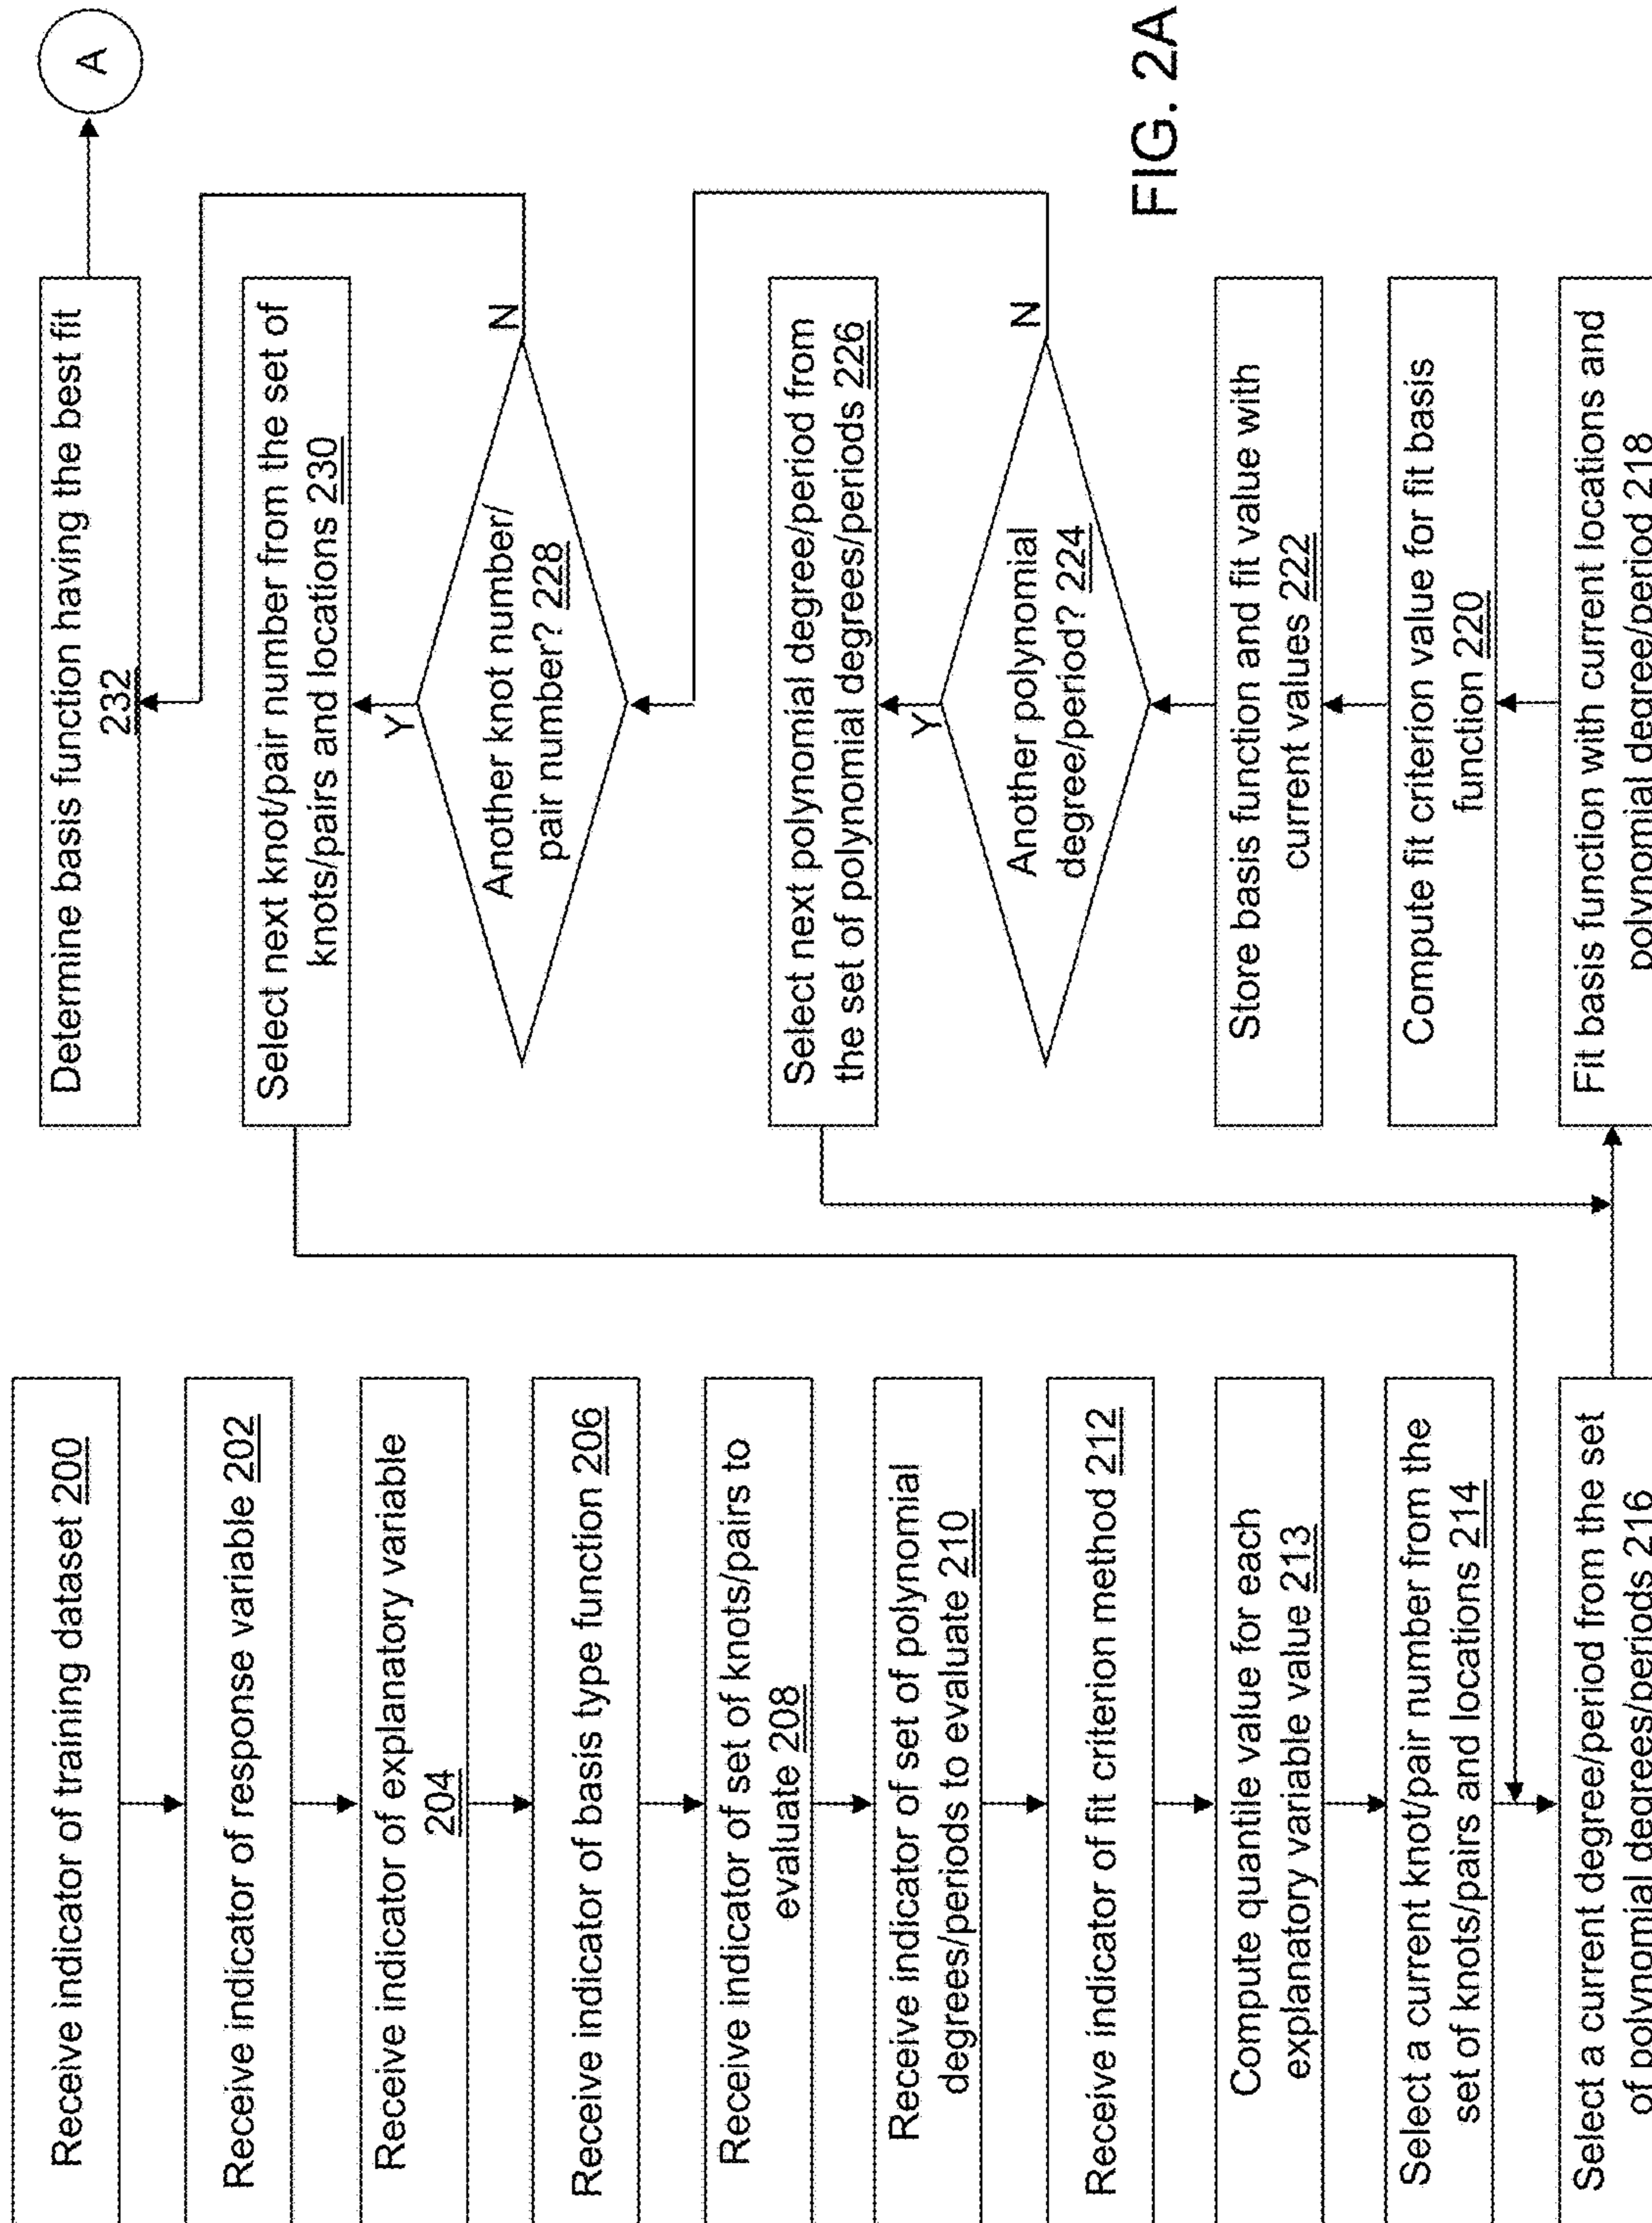 Receive indicator of training dataset 200
Receive indicator of response variable 202
Receive indicator of explanatory variable
204
Receive indicator of basis type function 206
Receive indicator of set of knots/pairs to
evaluate 208
Receive indicator of set of polynomial
degrees/periods to evaluate 210
Receive indicator of fit criterion method 212
Compute quantile value for each
explanatory variable value 213
Select a current knot/pair number from the
set of knots/pairs and locations 214
Select a current degree/period from the set
of polynomial degrees/periods 216
Determine basis function having the best fit
232
A
Select next knot/pair number from the set of
knots/pairs and locations 230
Y
Another knot number/
pair number? 228
N
Select next polynomial degree/period from
the set of polynomial degrees/periods 226
Y
Another polynomial
degree/period? 224
N
Store basis function and fit value with
current values 222
Compute fit criterion value for fit basis
function 220
Fit basis function with current locations and
polynomial degree/period 218
FIG. 2A